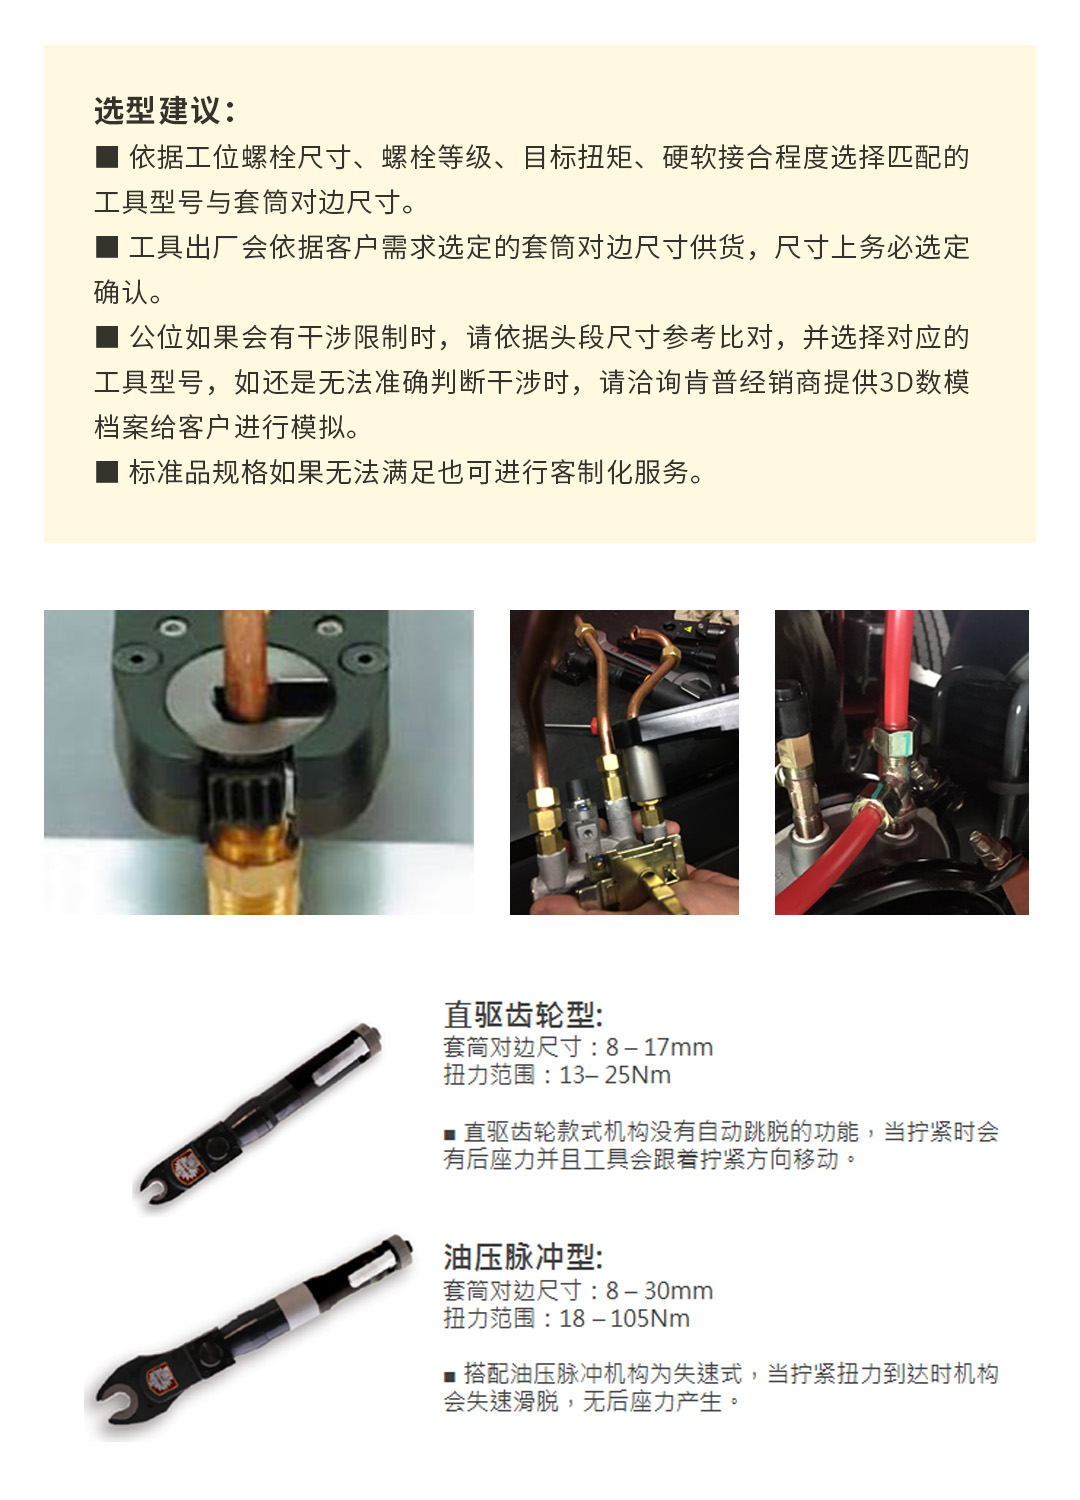 选型建议：
■ 依据工位螺栓尺寸、螺栓等级、目标扭矩、硬软接合程度选择匹配的
工具型号与套筒对边尺寸。
■ 工具出厂会依据客户需求选定的套筒对边尺寸供货，尺寸上务必选定
确认。
■ 公位如果会有干涉限制时，请依据头段尺寸参考比对，并选择对应的
工具型号，如还是无法准确判断干涉时，请洽询肯普经销商提供3D数模
档案给客户进行模拟。
■ 标准品规格如果无法满足也可进行客制化服务。
直驱齿轮型:
套筒对边尺寸：8 – 17mm
扭力范围：13– 25Nm
■ 直驱齿轮款式机构没有自动跳脱的功能，当拧紧时会
有后座力并且工具会跟着拧紧方向移动。
油压脉冲型:
套筒对边尺寸：8 – 30mm
扭力范围：18 – 105Nm
■ 搭配油压脉冲机构为失速式，当拧紧扭力到达时机构
会失速滑脱，无后座力产生。